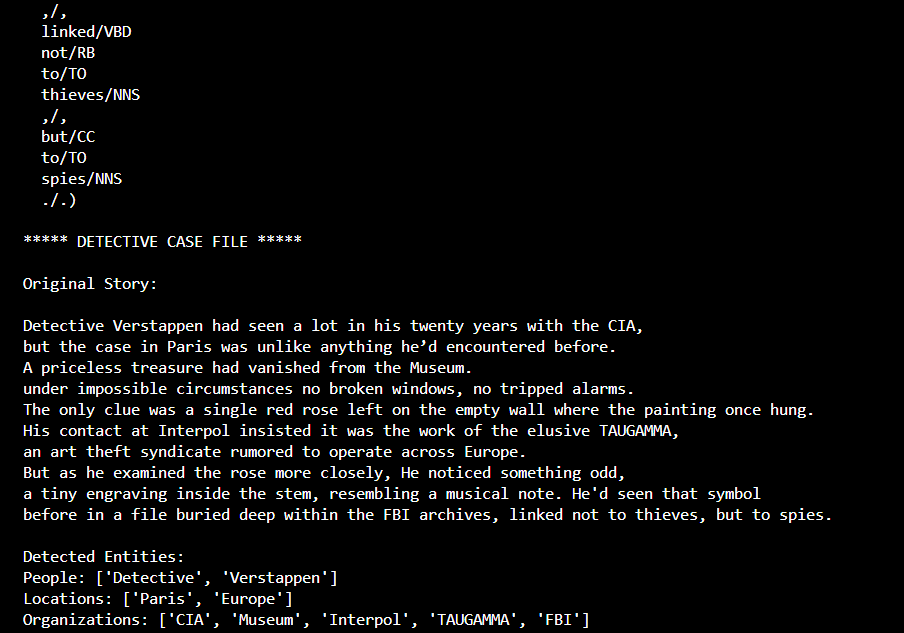 ,/,
linked/VBD
not/RB
to/TO
thieves/NNS
,/,
but/CC
to/TO
spies/NNS
./.)
***** DETECTIVE CASE FILE *****
Original Story:
Detective Verstappen had seen a lot in his twenty years with the CIA,
but the case in Paris was unlike anything he’d encountered before.
A priceless treasure had vanished from the Museum.
under impossible circumstances no broken windows, no tripped alarms.
The only clue was a single red rose left on the empty wall where the painting once hung.
His contact at Interpol insisted it was the work of the elusive TAUGAMMA,
an art theft syndicate rumored to operate across Europe.
But as he examined the rose more closely, He noticed something odd,
a tiny engraving inside the stem, resembling a musical note. He'd seen that symbol
before in a file buried deep within the FBI archives, linked not to thieves, but to spies.
Detected Entities:
People: ['Detective', 'Verstappen']
Locations: ['Paris', 'Europe']
Organizations: ['CIA', 'Museum', 'Interpol', 'TAUGAMMA', 'FBI']